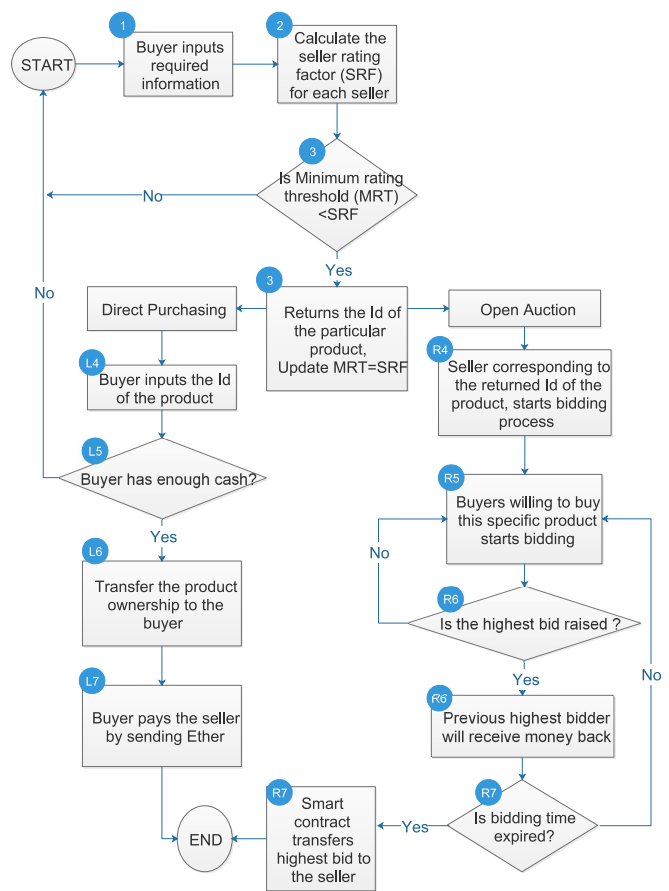 START
1
Buyer inputs
required
information
2
Calculate the
seller rating
factor (SRF)
for each seller
3
Is Minimum rating
threshold (MRT)
<SRF
No
Yes
3
Returns the Id of
the particular
product,
Update MRT=SRF
Direct Purchasing
Open Auction
L4
Buyer inputs the Id
of the product
L5
Buyer has enough cash?
No
Yes
L6
Transfer the product
ownership to the
buyer
L7
Buyer pays the seller
by sending Ether
R4
Seller corresponding to
the returned Id of the
product, starts bidding
process
R5
Buyers willing to buy
this specific product
starts bidding
R6
Is the highest bid raised ?
No
Yes
R6
Previous highest bidder
will receive money back
R7
Is bidding time
expired?
No
Yes
R7
Smart
contract
transfers
highest bid to
the seller
END